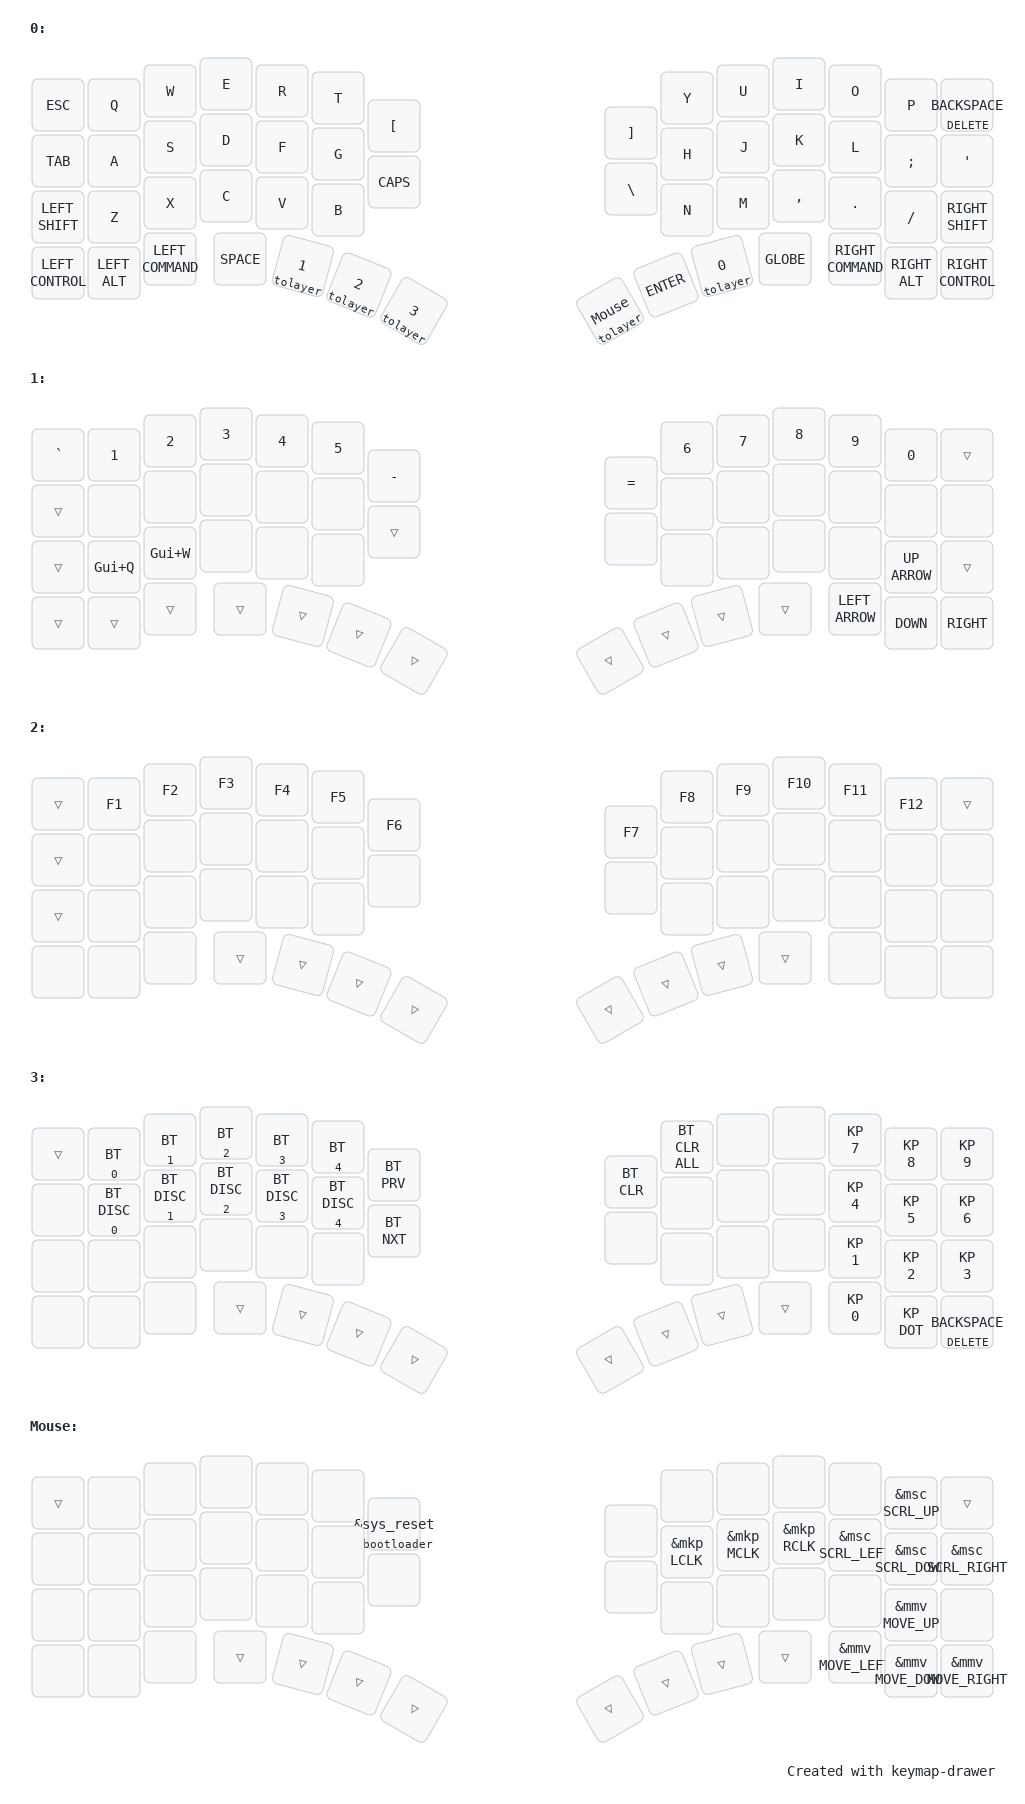 0:
ESC Q W E R T [
] Y U I O P BACKSPACE
DELETE
TAB A S D F G CAPS
\ H J K L ; '
LEFT
SHIFT Z X C V B
N M , . / RIGHT
SHIFT
LEFT
CONTROL LEFT
ALT LEFT
COMMAND SPACE 1
tolayer 2
tolayer 3
tolayer
Mouse
tolayer ENTER 0
tolayer GLOBE RIGHT
COMMAND RIGHT
ALT RIGHT
CONTROL
1:
` 1 2 3 4 5 -
= 6 7 8 9 0 ▽
▽ ▽
▽ Gui+Q Gui+W
UP
ARROW ▽
▽ ▽ ▽ ▽ ▽ ▽ ▽
▽ ▽ ▽ ▽ LEFT
ARROW DOWN RIGHT
2:
▽ F1 F2 F3 F4 F5 F6
F7 F8 F9 F10 F11 F12 ▽
▽
▽
▽ ▽ ▽ ▽
▽ ▽ ▽ ▽
3:
▽ BT
0 BT
1 BT
2 BT
3 BT
4 BT
PRV
BT
CLR BT
CLR
ALL KP
7 KP
8 KP
9
BT
DISC
0 BT
DISC
1 BT
DISC
2 BT
DISC
3 BT
DISC
4 BT
NXT
KP
4 KP
5 KP
6
KP
1 KP
2 KP
3
▽ ▽ ▽ ▽
▽ ▽ ▽ ▽ KP
0 KP
DOT BACKSPACE
DELETE
Mouse:
▽ &sys_reset
bootloader
&msc
SCRL_UP ▽
&mkp
LCLK &mkp
MCLK &mkp
RCLK &msc
SCRL_LEFT &msc
SCRL_DOWN &msc
SCRL_RIGHT
&mmv
MOVE_UP
▽ ▽ ▽ ▽
▽ ▽ ▽ ▽ &mmv
MOVE_LEFT &mmv
MOVE_DOWN &mmv
MOVE_RIGHT
Created with keymap-drawer